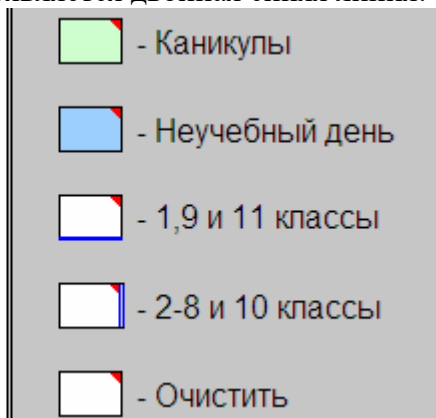 - Каникулы
- Неучебный день
- 1,9 и 11 классы
- 2-8 и 10 классы
- Очистить